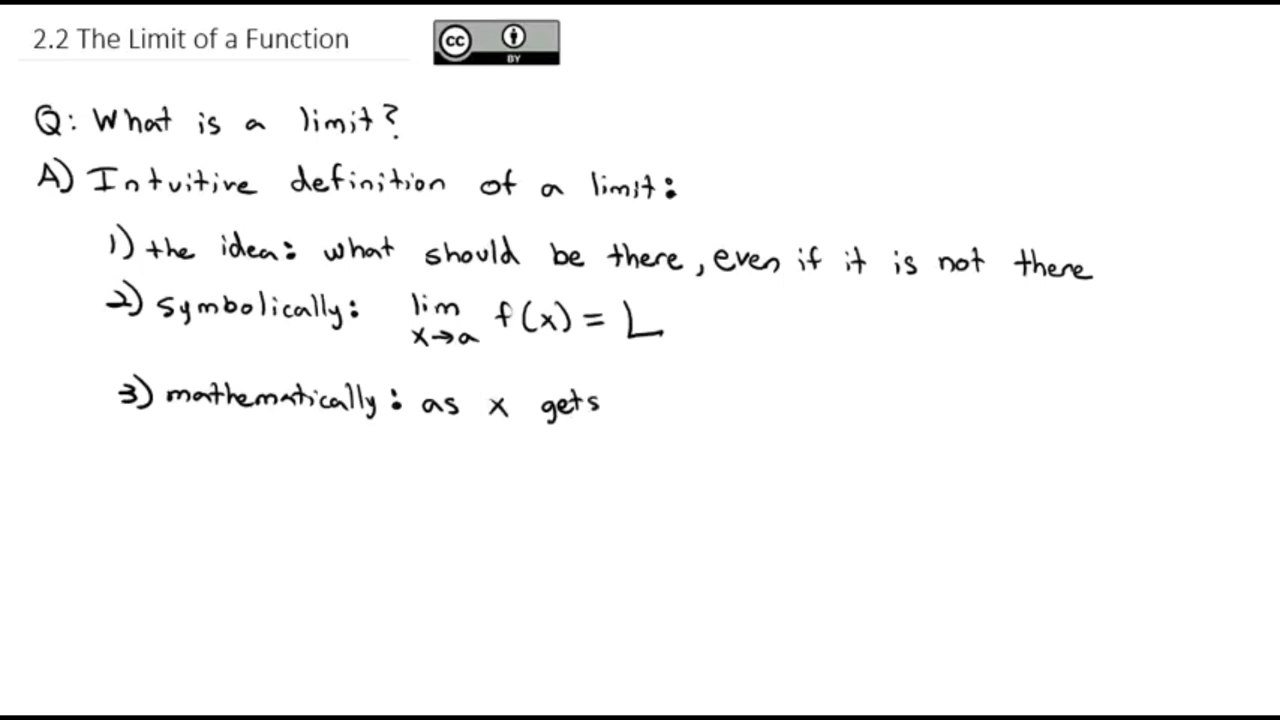 2.2 The Limit of a Function
cc BY
Q: What is a limit?
A) Intuitive definition of a limit:
1) the idea: what should be there, even if it is not there
2) symbolically: lim x→a f(x) = L
3) mathematically: as x gets